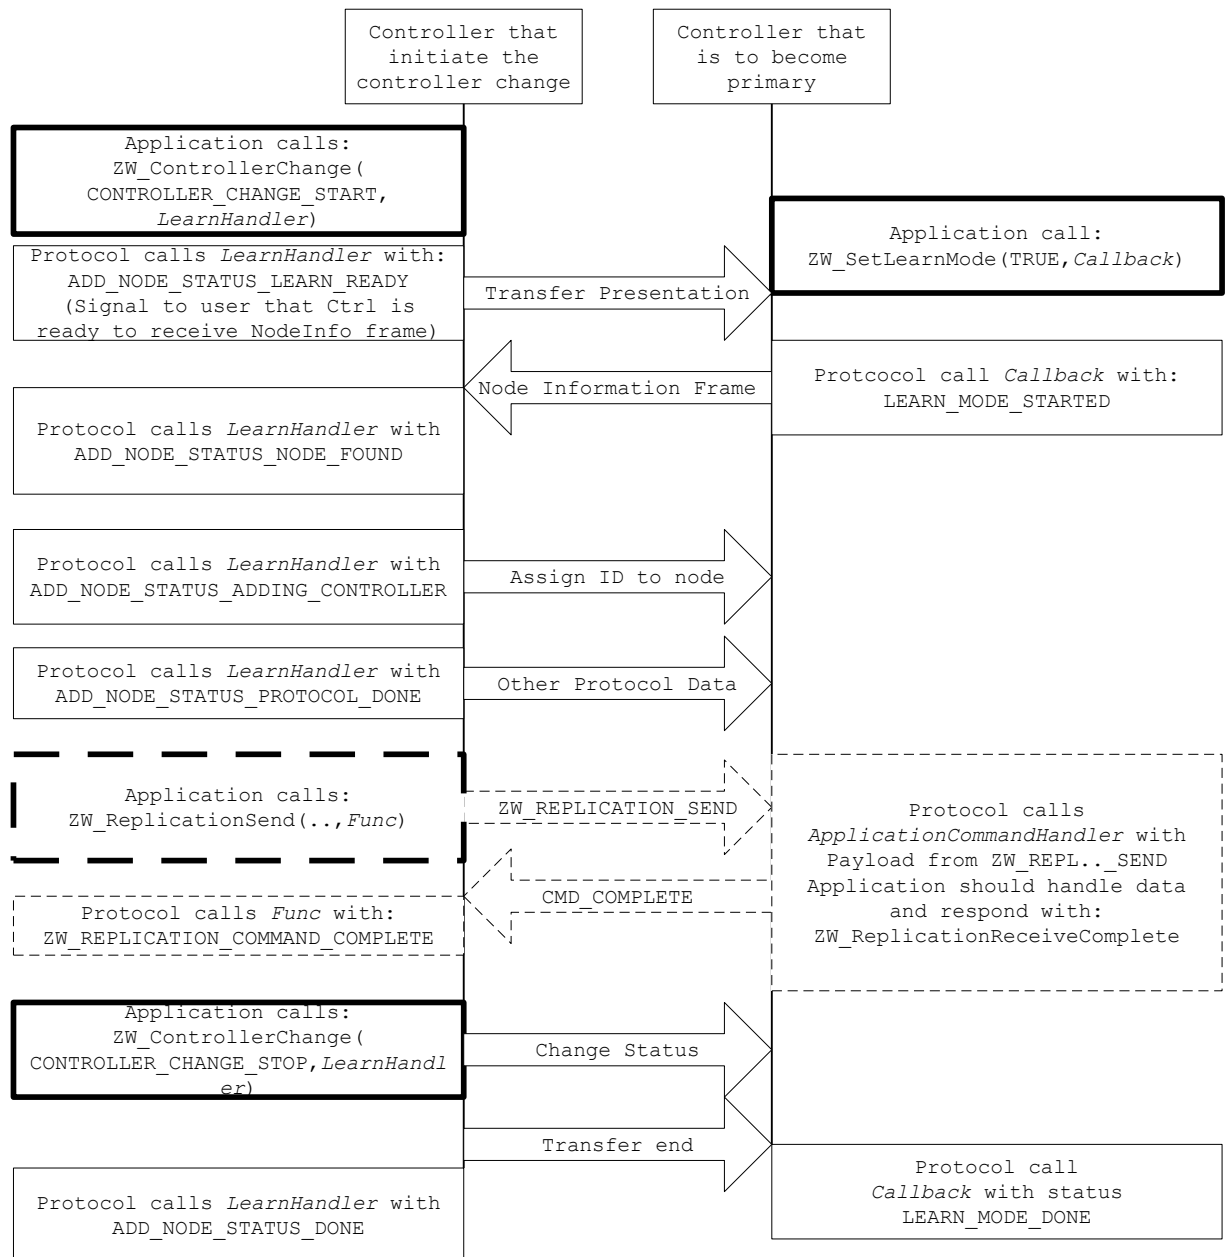 Controller that
initiate the
controller change
Controller that
is to become
primary
Application calls:
ZW_ControllerChange(
CONTROLLER_CHANGE_START,
LearnHandler)
Application call:
ZW_SetLearnMode(TRUE,Callback)
Protocol calls LearnHandler with:
ADD_NODE_STATUS_LEARN_READY
(Signal to user that Ctrl is
ready to receive NodeInfo frame)
Transfer Presentation
Node Information Frame
Protcocol call Callback with:
LEARN_MODE_STARTED
Protocol calls LearnHandler with
ADD_NODE_STATUS_NODE_FOUND
Protocol calls LearnHandler with
ADD_NODE_STATUS_ADDING_CONTROLLER
Assign ID to node
Protocol calls LearnHandler with
ADD_NODE_STATUS_PROTOCOL_DONE
Other Protocol Data
Application calls:
ZW_ReplicationSend(..,Func)
ZW_REPLICATION_SEND
Protocol calls
ApplicationCommandHandler with
Payload from ZW_REPL.._SEND
Application should handle data
and respond with:
ZW_ReplicationReceiveComplete
CMD_COMPLETE
Protocol calls Func with:
ZW_REPLICATION_COMMAND_COMPLETE
Application calls:
ZW_ControllerChange(
CONTROLLER_CHANGE_STOP,LearnHandl
er)
Change Status
Transfer end
Protocol calls LearnHandler with
ADD_NODE_STATUS_DONE
Protocol call
Callback with status
LEARN_MODE_DONE